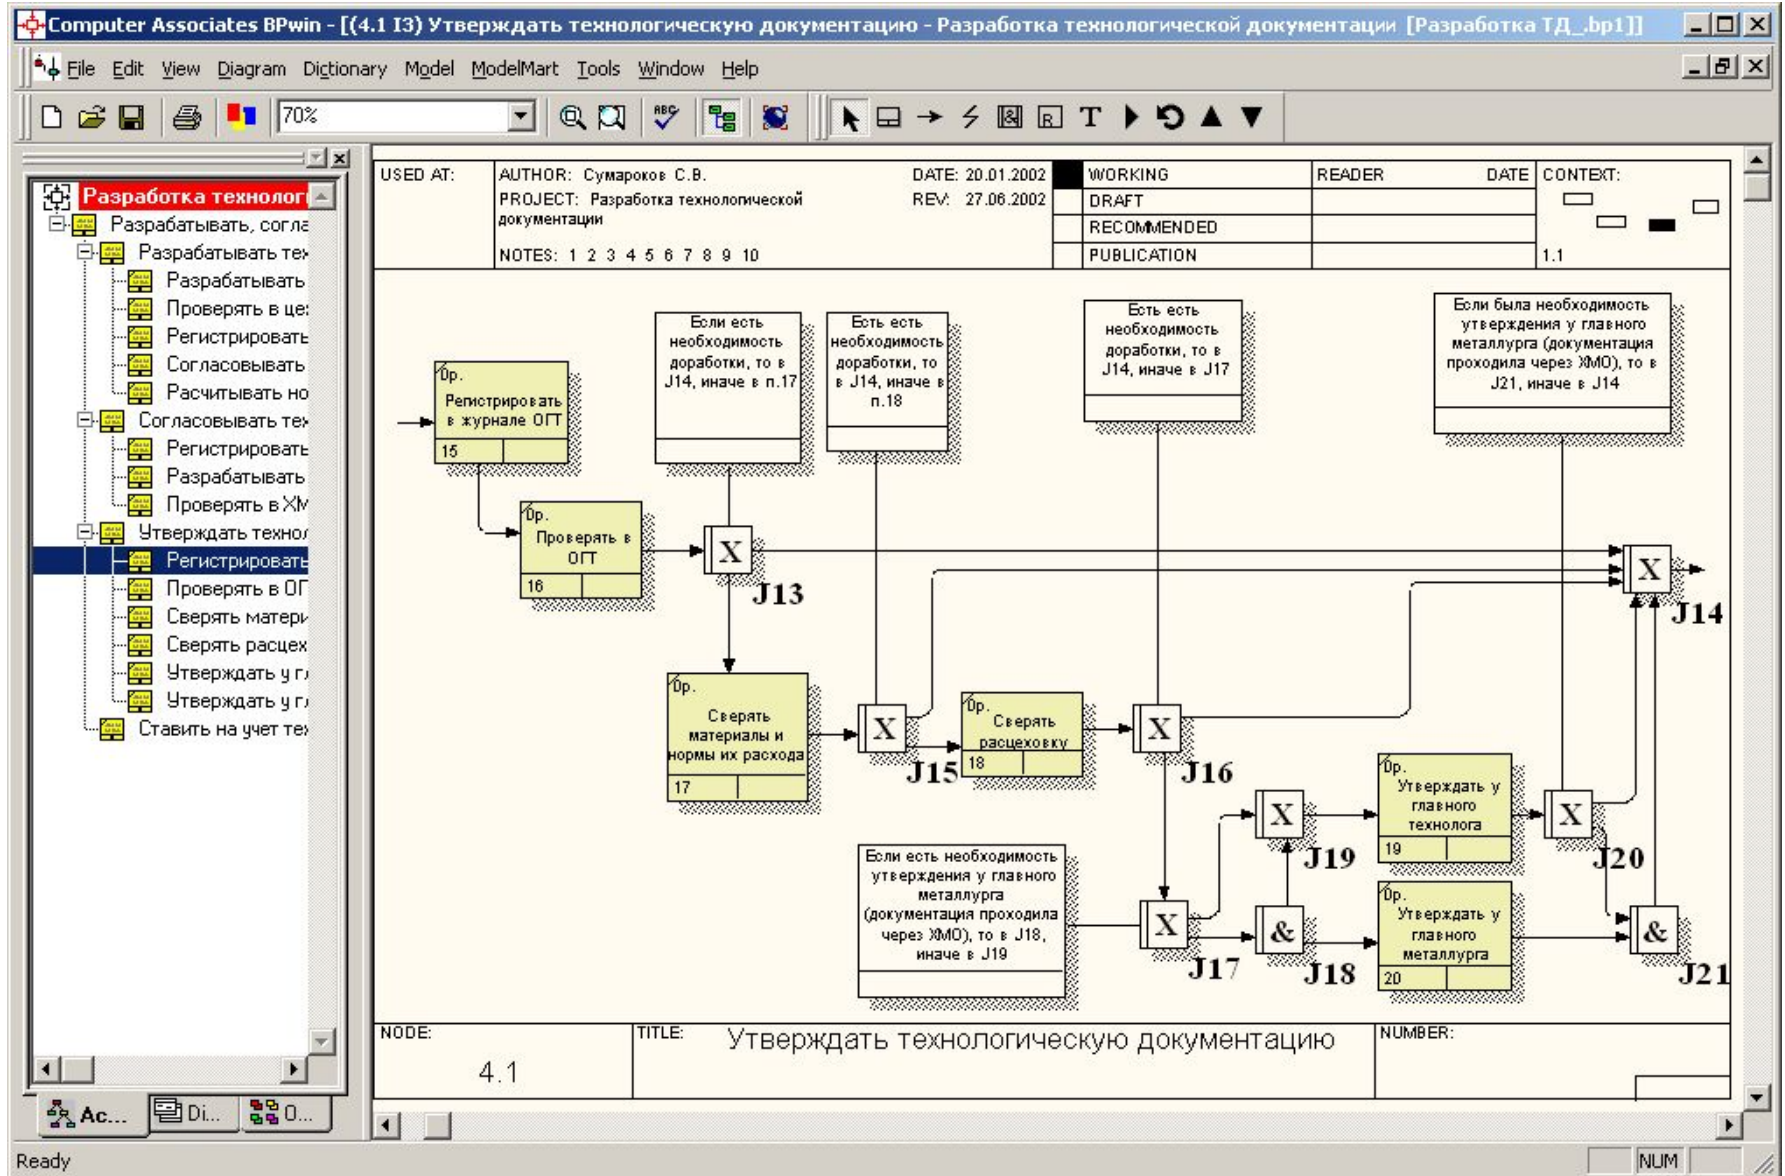 Computer Associates BPwin - [(4.1 I3) Утверждать технологическую документацию - Разработка технологической документации [Разработка ТД_.bp1]]
File Edit View Diagram Dictionary Model ModelMart Tools Window Help
70%
ABC
R T
Разработка технолог
Разрабатывать, согла
Разрабатывать тех
Разрабатывать
Проверять в це
Регистрировать
Согласовывать
Расчитывать но
Согласовывать тех
Регистрировать
Разрабатывать
Проверять в ХМ
Утверждать технол
Регистрировать
Проверять в ОГ
Сверять матери
Сверять расцех
Утверждать у г
Утверждать у г
Ставить на учет тех
Ac...
Di...
O...
USED AT:
AUTHOR: Сумароков С.В.
PROJECT: Разработка технологической
документации
NOTES: 1 2 3 4 5 6 7 8 9 10
DATE: 20.01.2002
REV: 27.06.2002
WORKING
DRAFT
RECOMMENDED
PUBLICATION
READER
DATE
CONTEXT:
1.1
Др.
Регистрировать
в журнале ОГТ
15
Если есть
необходимость
доработки, то в
J14, иначе в п.17
Есть есть
необходимость
доработки, то
в J14, иначе в
п.18
Есть есть
необходимость
доработки, то в
J14, иначе в J17
Если была необходимость
утверждения у главного
металлурга (документация
проходила через ХМО), то в
J21, иначе в J14
Др.
Проверять в
ОГТ
16
X
J13
X
J14
Др.
Сверять
материалы и
нормы их расхода
17
X
J15
Др.
Сверять
расцеховку
18
X
J16
Если есть необходимость
утверждения у главного
металлурга
(документация проходила
через ХМО), то в J18,
иначе в J19
X
J17
X
J19
&
J18
Др.
Утверждать у
главного
технолога
19
X
J20
Др.
Утверждать у
главного
металлурга
20
&
J21
NODE:
4.1
TITLE:
Утверждать технологическую документацию
NUMBER:
Ready
NUM